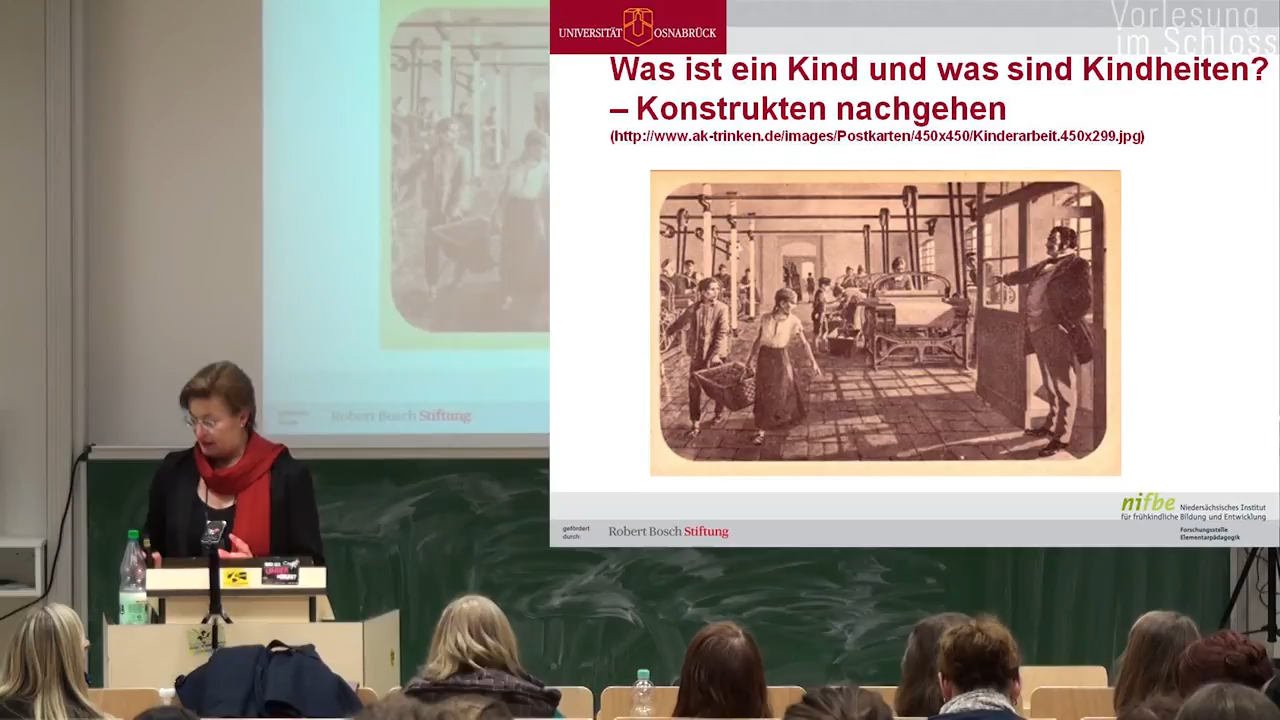 UNIVERSITÄT OSNABRÜCK
Vorlesung
im Schloss
Was ist ein Kind und was sind Kindheiten?
– Konstrukten nachgehen
(http://www.ak-trinken.de/images/Postkarten/450x450/Kinderarbeit.450x299.jpg)
Robert Bosch Stiftung
nifbe Niedersächsisches Institut
für frühkindliche Bildung und Entwicklung
gefördert
durch:
Robert Bosch Stiftung
Forschungsstelle
Elementarpädagogik